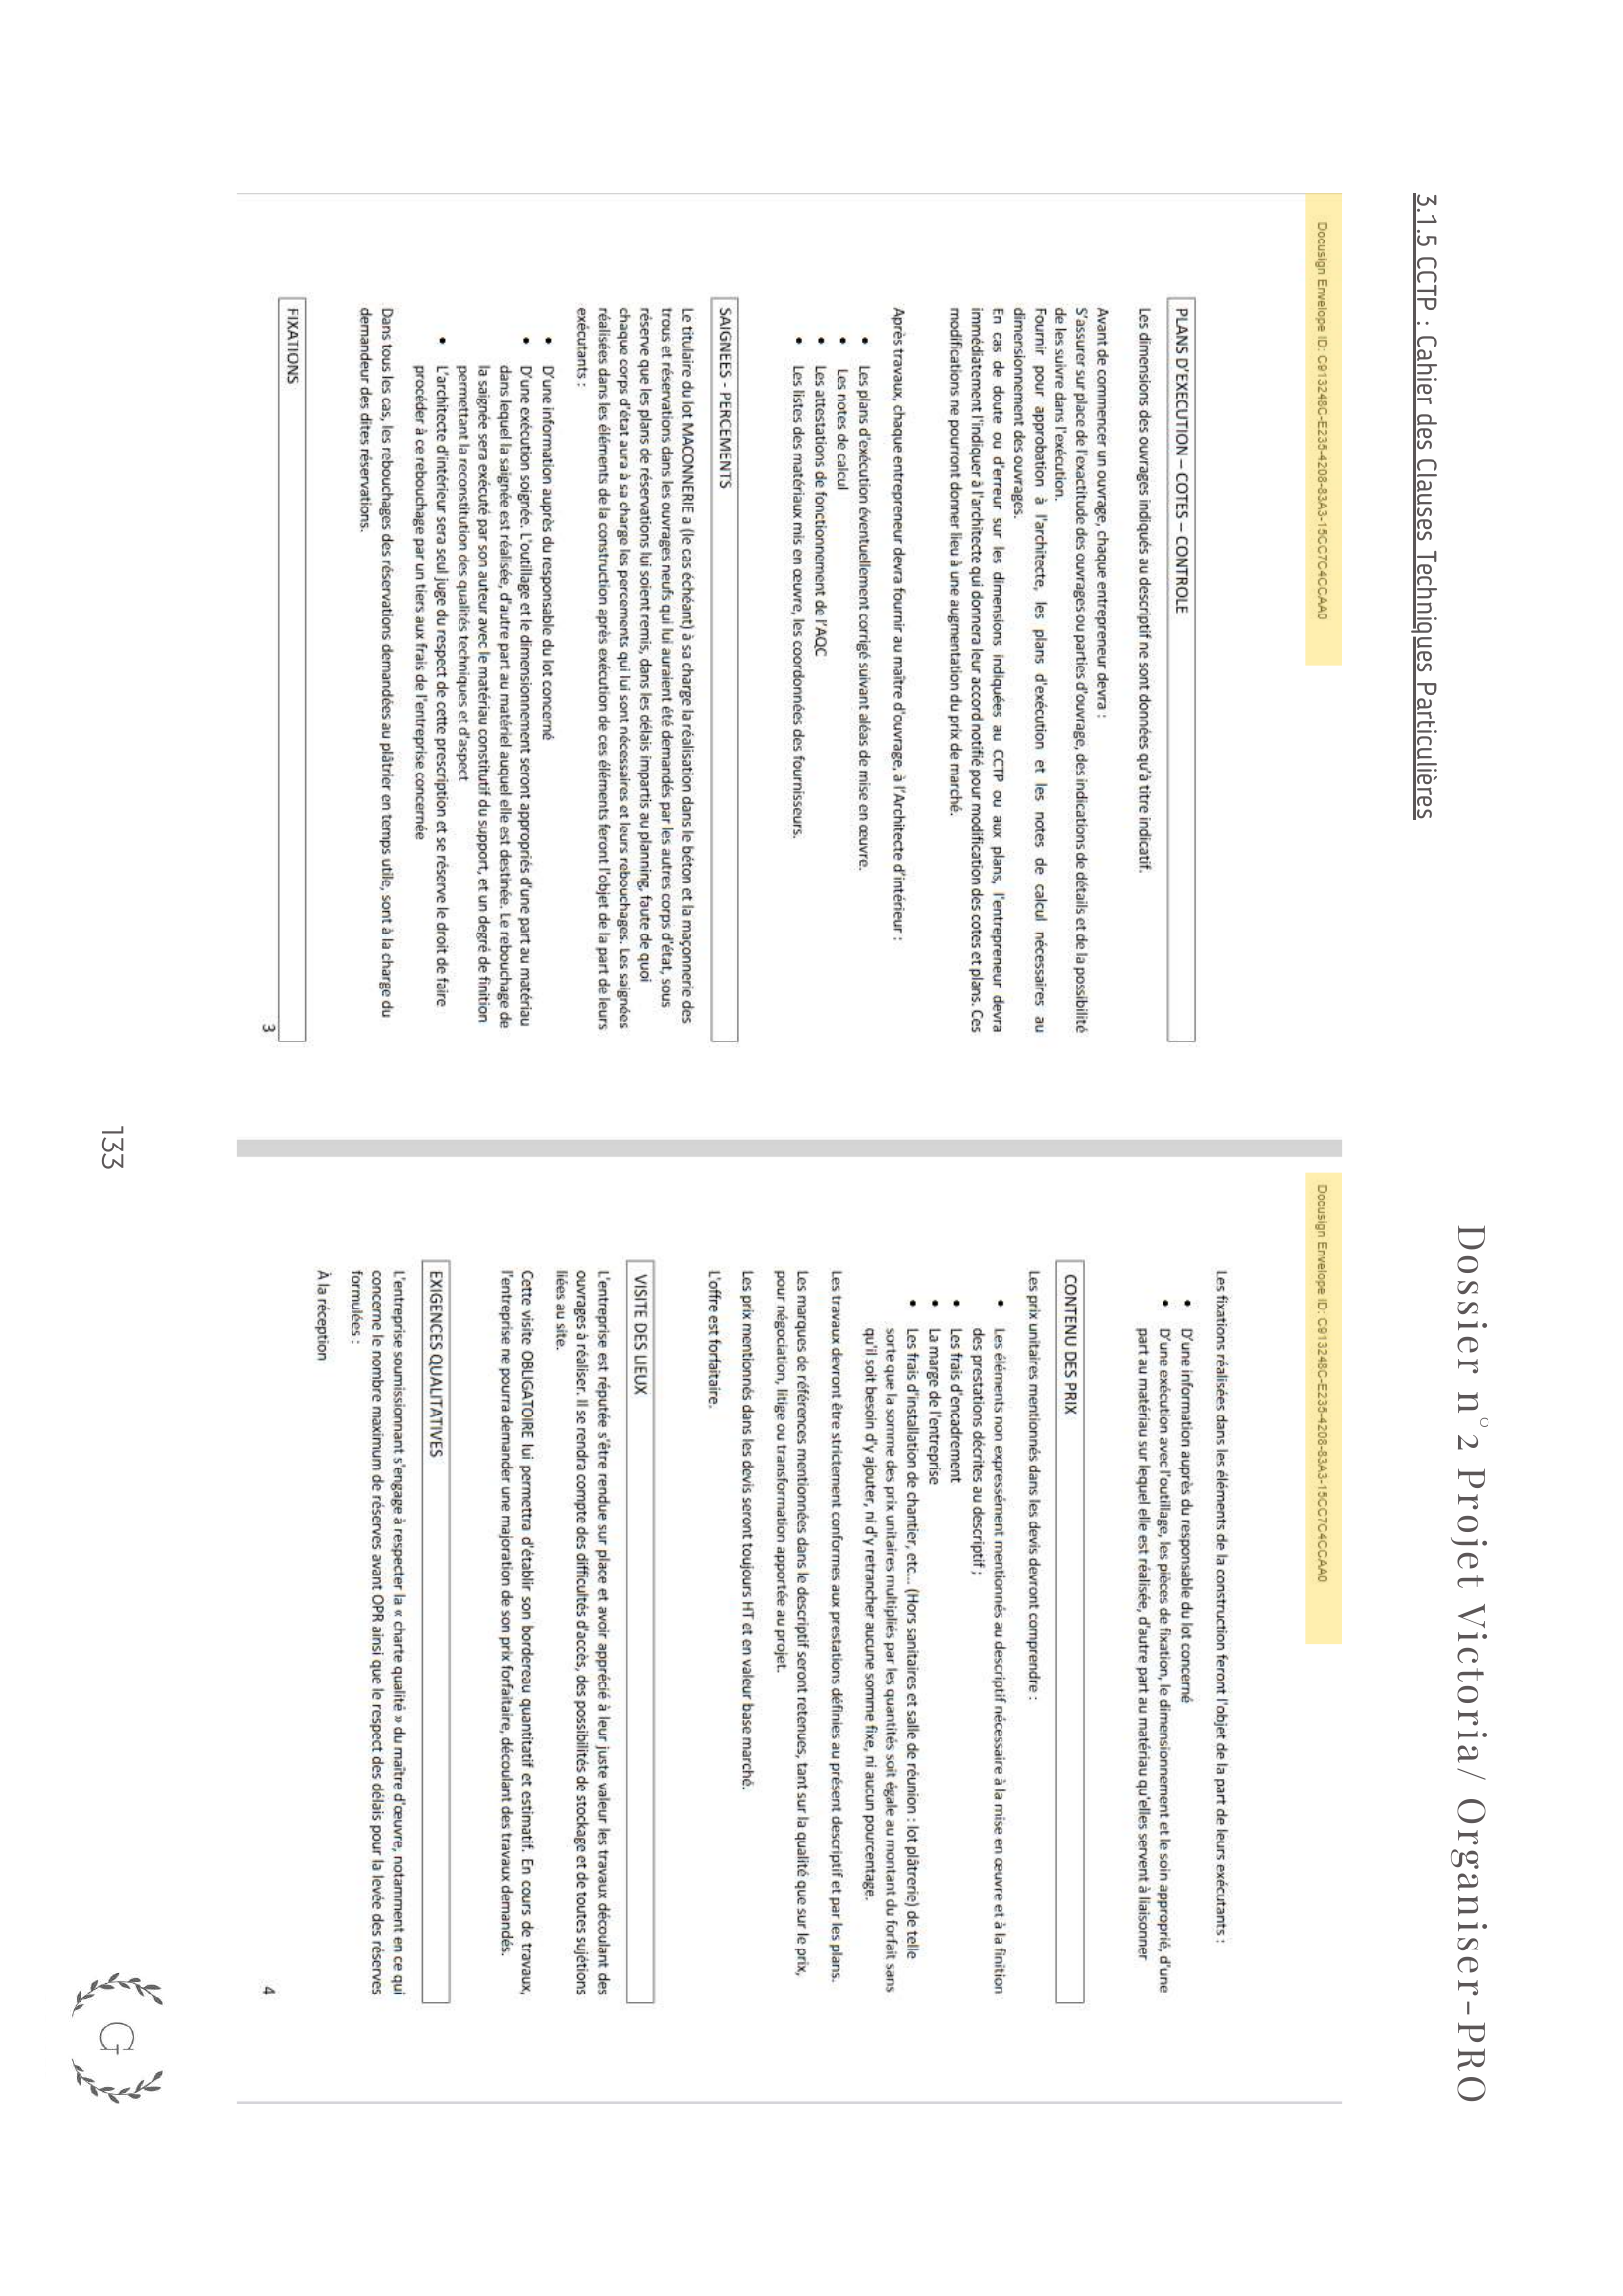 Dossier n°2 Projet Victoria/ Organiser-PRO
3.1.5 CCTP : Cahier des Clauses Techniques Particulières
Docusign Envelope ID: C913248C-E235-4208-83A3-15CC7C4CCAA0
PLANS D'EXECUTION – COTES – CONTROLE
Les dimensions des ouvrages indiqués au descriptif ne sont données qu'à titre indicatif.
Avant de commencer un ouvrage, chaque entrepreneur devra :
S'assurer sur place de l'exactitude des ouvrages ou parties d'ouvrage, des indications de détails et de la possibilité
de les suivre dans l'exécution.
Fournir pour approbation à l'architecte, les plans d'exécution et les notes de calcul nécessaires au
dimensionnement des ouvrages.
En cas de doute ou d'erreur sur les dimensions indiquées au CCTP ou aux plans, l'entrepreneur devra
immédiatement l'indiquer à l'architecte qui donnera leur accord notifié pour modification des cotes et plans. Ces
modifications ne pourront donner lieu à une augmentation du prix de marché.
Après travaux, chaque entrepreneur devra fournir au maître d'ouvrage, à l'Architecte d'intérieur :
• Les plans d'exécution éventuellement corrigé suivant aléas de mise en œuvre.
• Les notes de calcul
• Les attestations de fonctionnement de l'AQC
• Les listes des matériaux mis en œuvre, les coordonnées des fournisseurs.
SAIGNEES - PERCEMENTS
Le titulaire du lot MACONNERIE a (le cas échéant) à sa charge la réalisation dans le béton et la maçonnerie des
trous et réservations dans les ouvrages neufs qui lui auraient été demandés par les autres corps d'état, sous
réserve que les plans de réservations lui soient remis, dans les délais impartis au planning, faute de quoi
chaque corps d'état aura à sa charge les percements qui lui sont nécessaires et leurs rebouchages. Les saignées
réalisées dans les éléments de la construction après exécution de ces éléments feront l'objet de la part de leurs
exécutants :
• D'une information auprès du responsable du lot concerné
• D'une exécution soignée. L'outillage et le dimensionnement seront appropriés d'une part au matériau
dans lequel la saignée est réalisée, d'autre part au matériel auquel elle est destinée. Le rebouchage de
la saignée sera exécuté par son auteur avec le matériau constitutif du support, et un degré de finition
permettant la reconstitution des qualités techniques et d'aspect
• L'architecte d'intérieur sera seul juge du respect de cette prescription et se réserve le droit de faire
procéder à ce rebouchage par un tiers aux frais de l'entreprise concernée
Dans tous les cas, les rebouchages des réservations demandées au plâtrier en temps utile, sont à la charge du
demandeur des dites réservations.
FIXATIONS
3
Docusign Envelope ID: C913248C-E235-4208-83A3-15CC7C4CCAA0
Les fixations réalisées dans les éléments de la construction feront l'objet de la part de leurs exécutants :
• D'une information auprès du responsable du lot concerné
• D'une exécution avec l'outillage, les pièces de fixation, le dimensionnement et le soin approprié, d'une
part au matériau sur lequel elle est réalisée, d'autre part au matériau qu'elles servent à liaisonner
CONTENU DES PRIX
Les prix unitaires mentionnés dans les devis devront comprendre :
• Les éléments non expressément mentionnés au descriptif nécessaire à la mise en œuvre et à la finition
des prestations décrites au descriptif ;
• Les frais d'encadrement
• La marge de l'entreprise
• Les frais d'installation de chantier, etc... (Hors sanitaires et salle de réunion : lot plâtrerie) de telle
sorte que la somme des prix unitaires multipliés par les quantités soit égale au montant du forfait sans
qu'il soit besoin d'y ajouter, ni d'y retrancher aucune somme fixe, ni aucun pourcentage.
Les travaux devront être strictement conformes aux prestations définies au présent descriptif et par les plans.
Les marques de références mentionnées dans le descriptif seront retenues, tant sur la qualité que sur le prix,
pour négociation, litige ou transformation apportée au projet.
Les prix mentionnés dans les devis seront toujours HT et en valeur base marché.
L'offre est forfaitaire.
VISITE DES LIEUX
L'entreprise est réputée s'être rendue sur place et avoir apprécié à leur juste valeur les travaux découlant des
ouvrages à réaliser. Il se rendra compte des difficultés d'accès, des possibilités de stockage et de toutes sujétions
liées au site.
Cette visite OBLIGATOIRE lui permettra d'établir son bordereau quantitatif et estimatif. En cours de travaux,
l'entreprise ne pourra demander une majoration de son prix forfaitaire, découlant des travaux demandés.
EXIGENCES QUALITATIVES
L'entreprise soumissionnant s'engage à respecter la « charte qualité » du maître d'œuvre, notamment en ce qui
concerne le nombre maximum de réserves avant OPR ainsi que le respect des délais pour la levée des réserves
formulées :
À la réception
4
133
G